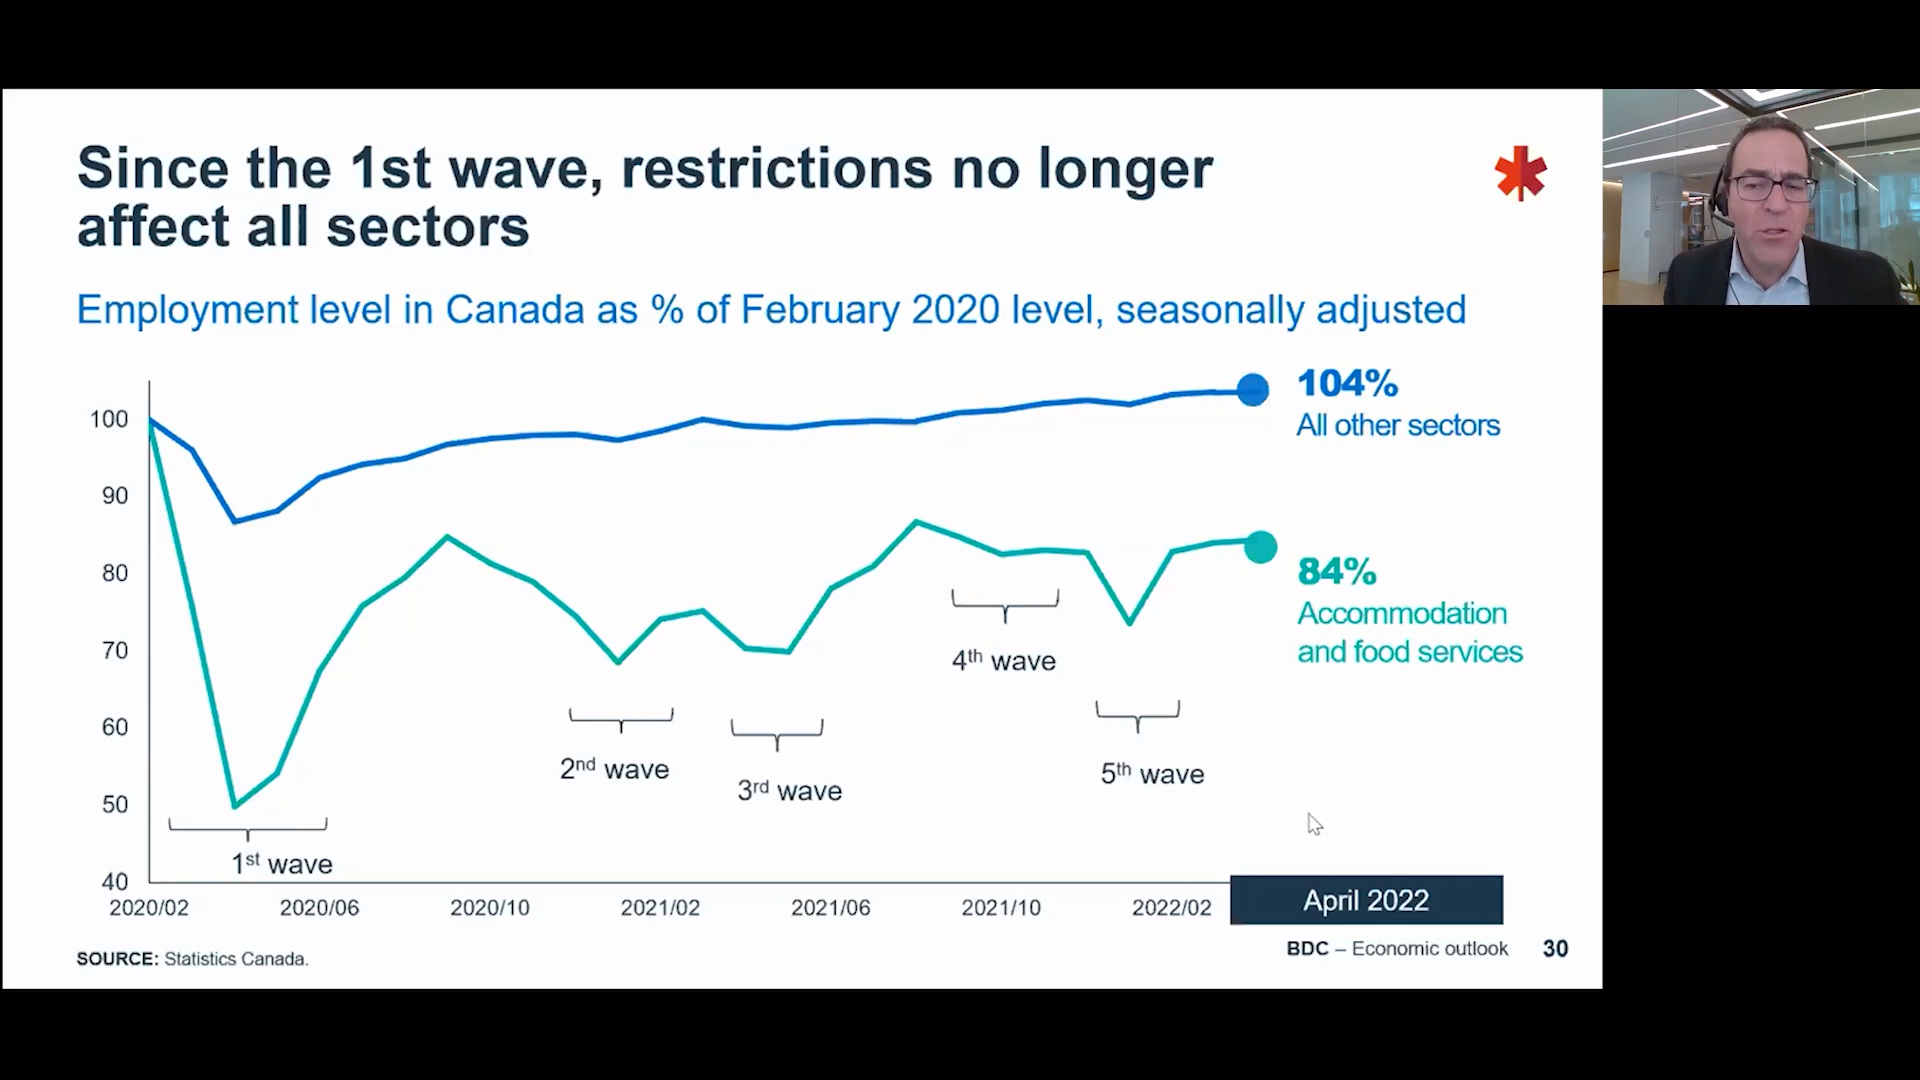 Since the 1st wave, restrictions no longer
affect all sectors
Employment level in Canada as % of February 2020 level, seasonally adjusted
104%
All other sectors
84%
Accommodation
and food services
100
90
80
70
60
50
40
1st wave
2nd wave
3rd wave
4th wave
5th wave
2020/02
2020/06
2020/10
2021/02
2021/06
2021/10
2022/02
April 2022
SOURCE: Statistics Canada.
BDC – Economic outlook 30